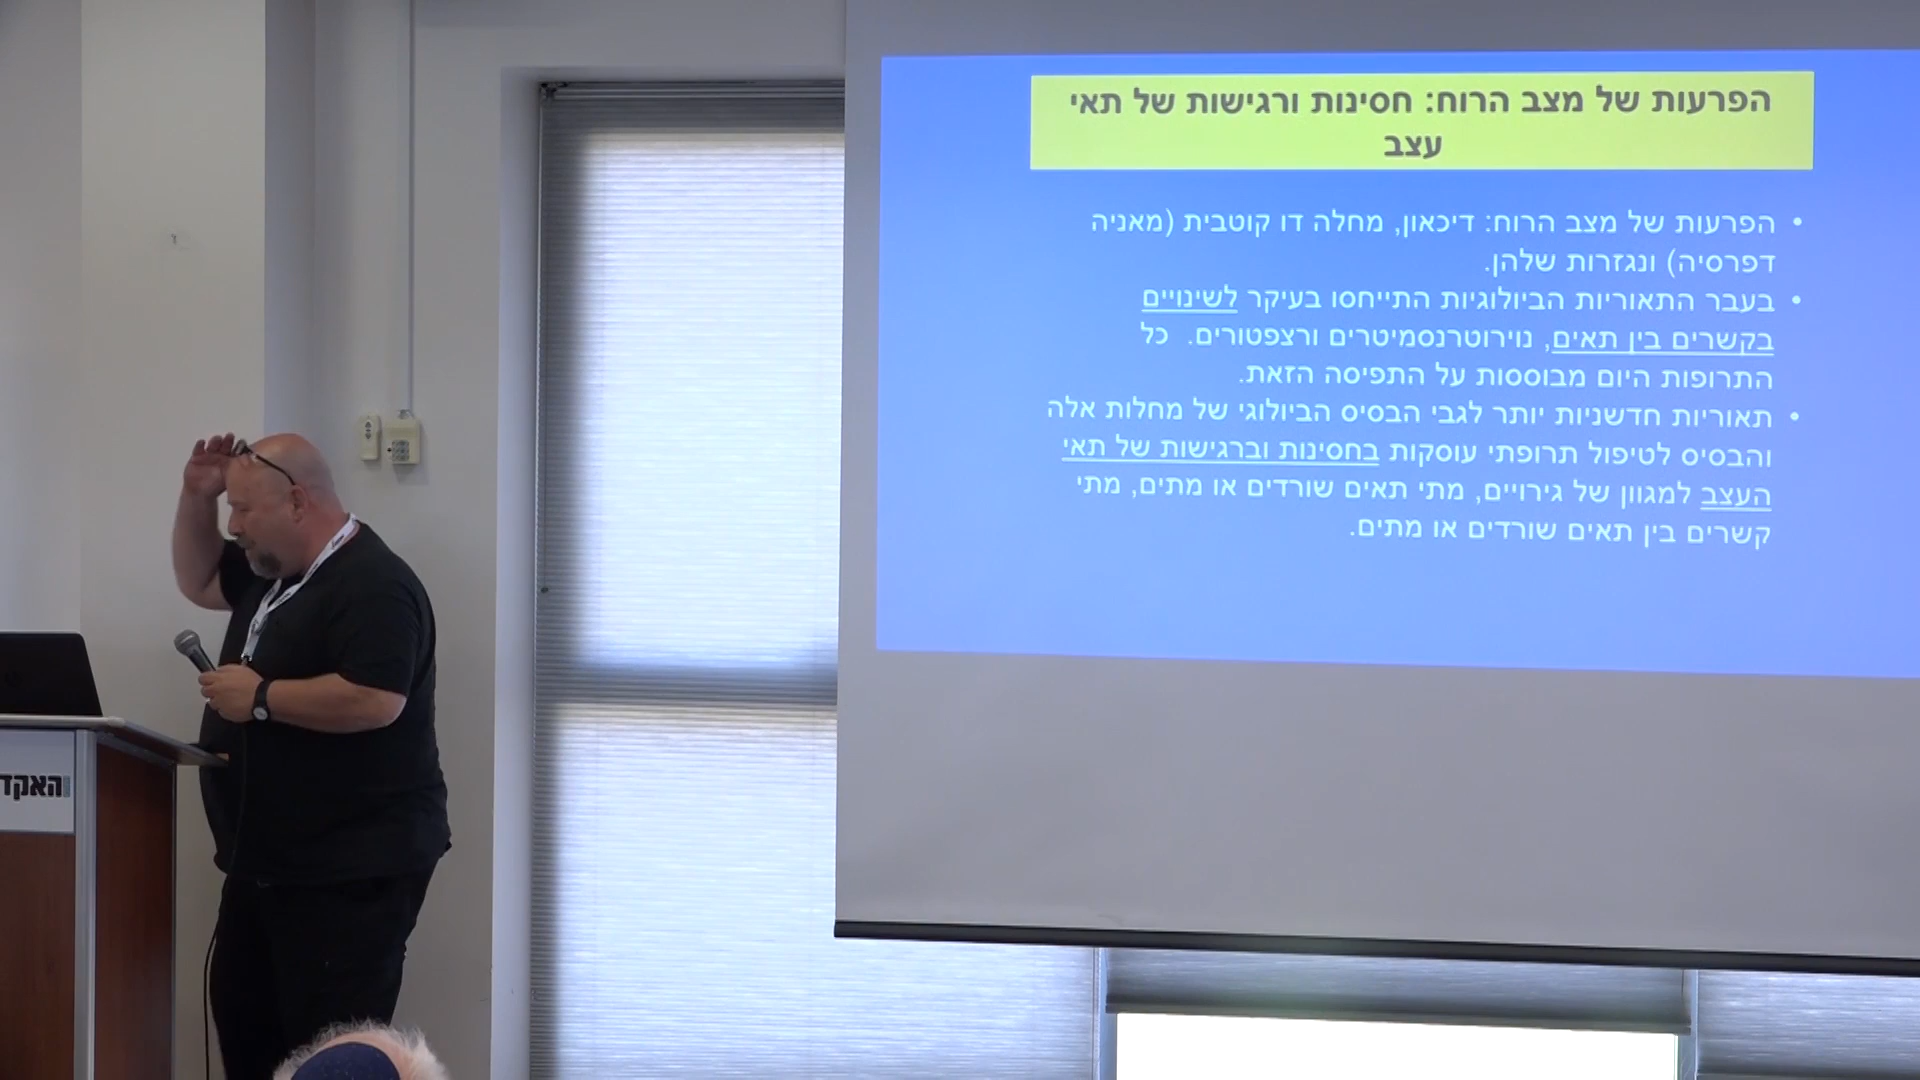 הפרעות של מצב הרוח: חסינות ורגישות של תאי
עצב
• הפרעות של מצב הרוח: דיכאון, מחלה דו קוטבית (מאניה
דפרסיה) ונגזרות שלהן.
• בעבר התאוריות הביולוגיות התייחסו בעיקר לשינויים
בקשרים בין תאים, נוירוטרנסמיטרים ורצפטורים. כל
התרופות היום מבוססות על התפיסה הזאת.
• תאוריות חדשניות יותר לגבי הבסיס הביולוגי של מחלות אלה
והבסיס לטיפול תרופתי עוסקות בחסינות וברגישות של תאי
העצב למגוון של גירויים, מתי תאים שורדים או מתים, מתי
קשרים בין תאים שורדים או מתים.
האקד